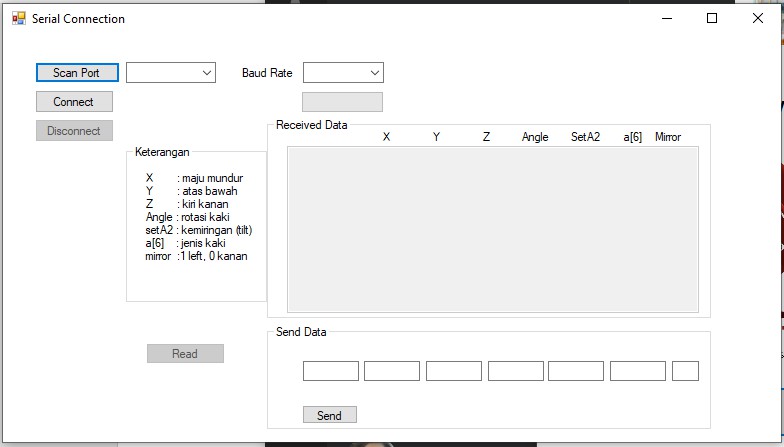 Serial Connection
Scan Port
Baud Rate
Connect
Disconnect
Received Data
X Y Z Angle SetA2 a[6] Mirror
Keterangan
X : maju mundur
Y : atas bawah
Z : kiri kanan
Angle : rotasi kaki
setA2 : kemiringan (tilt)
a[6] : jenis kaki
mirror :1 left, 0 kanan
Send Data
Read
Send